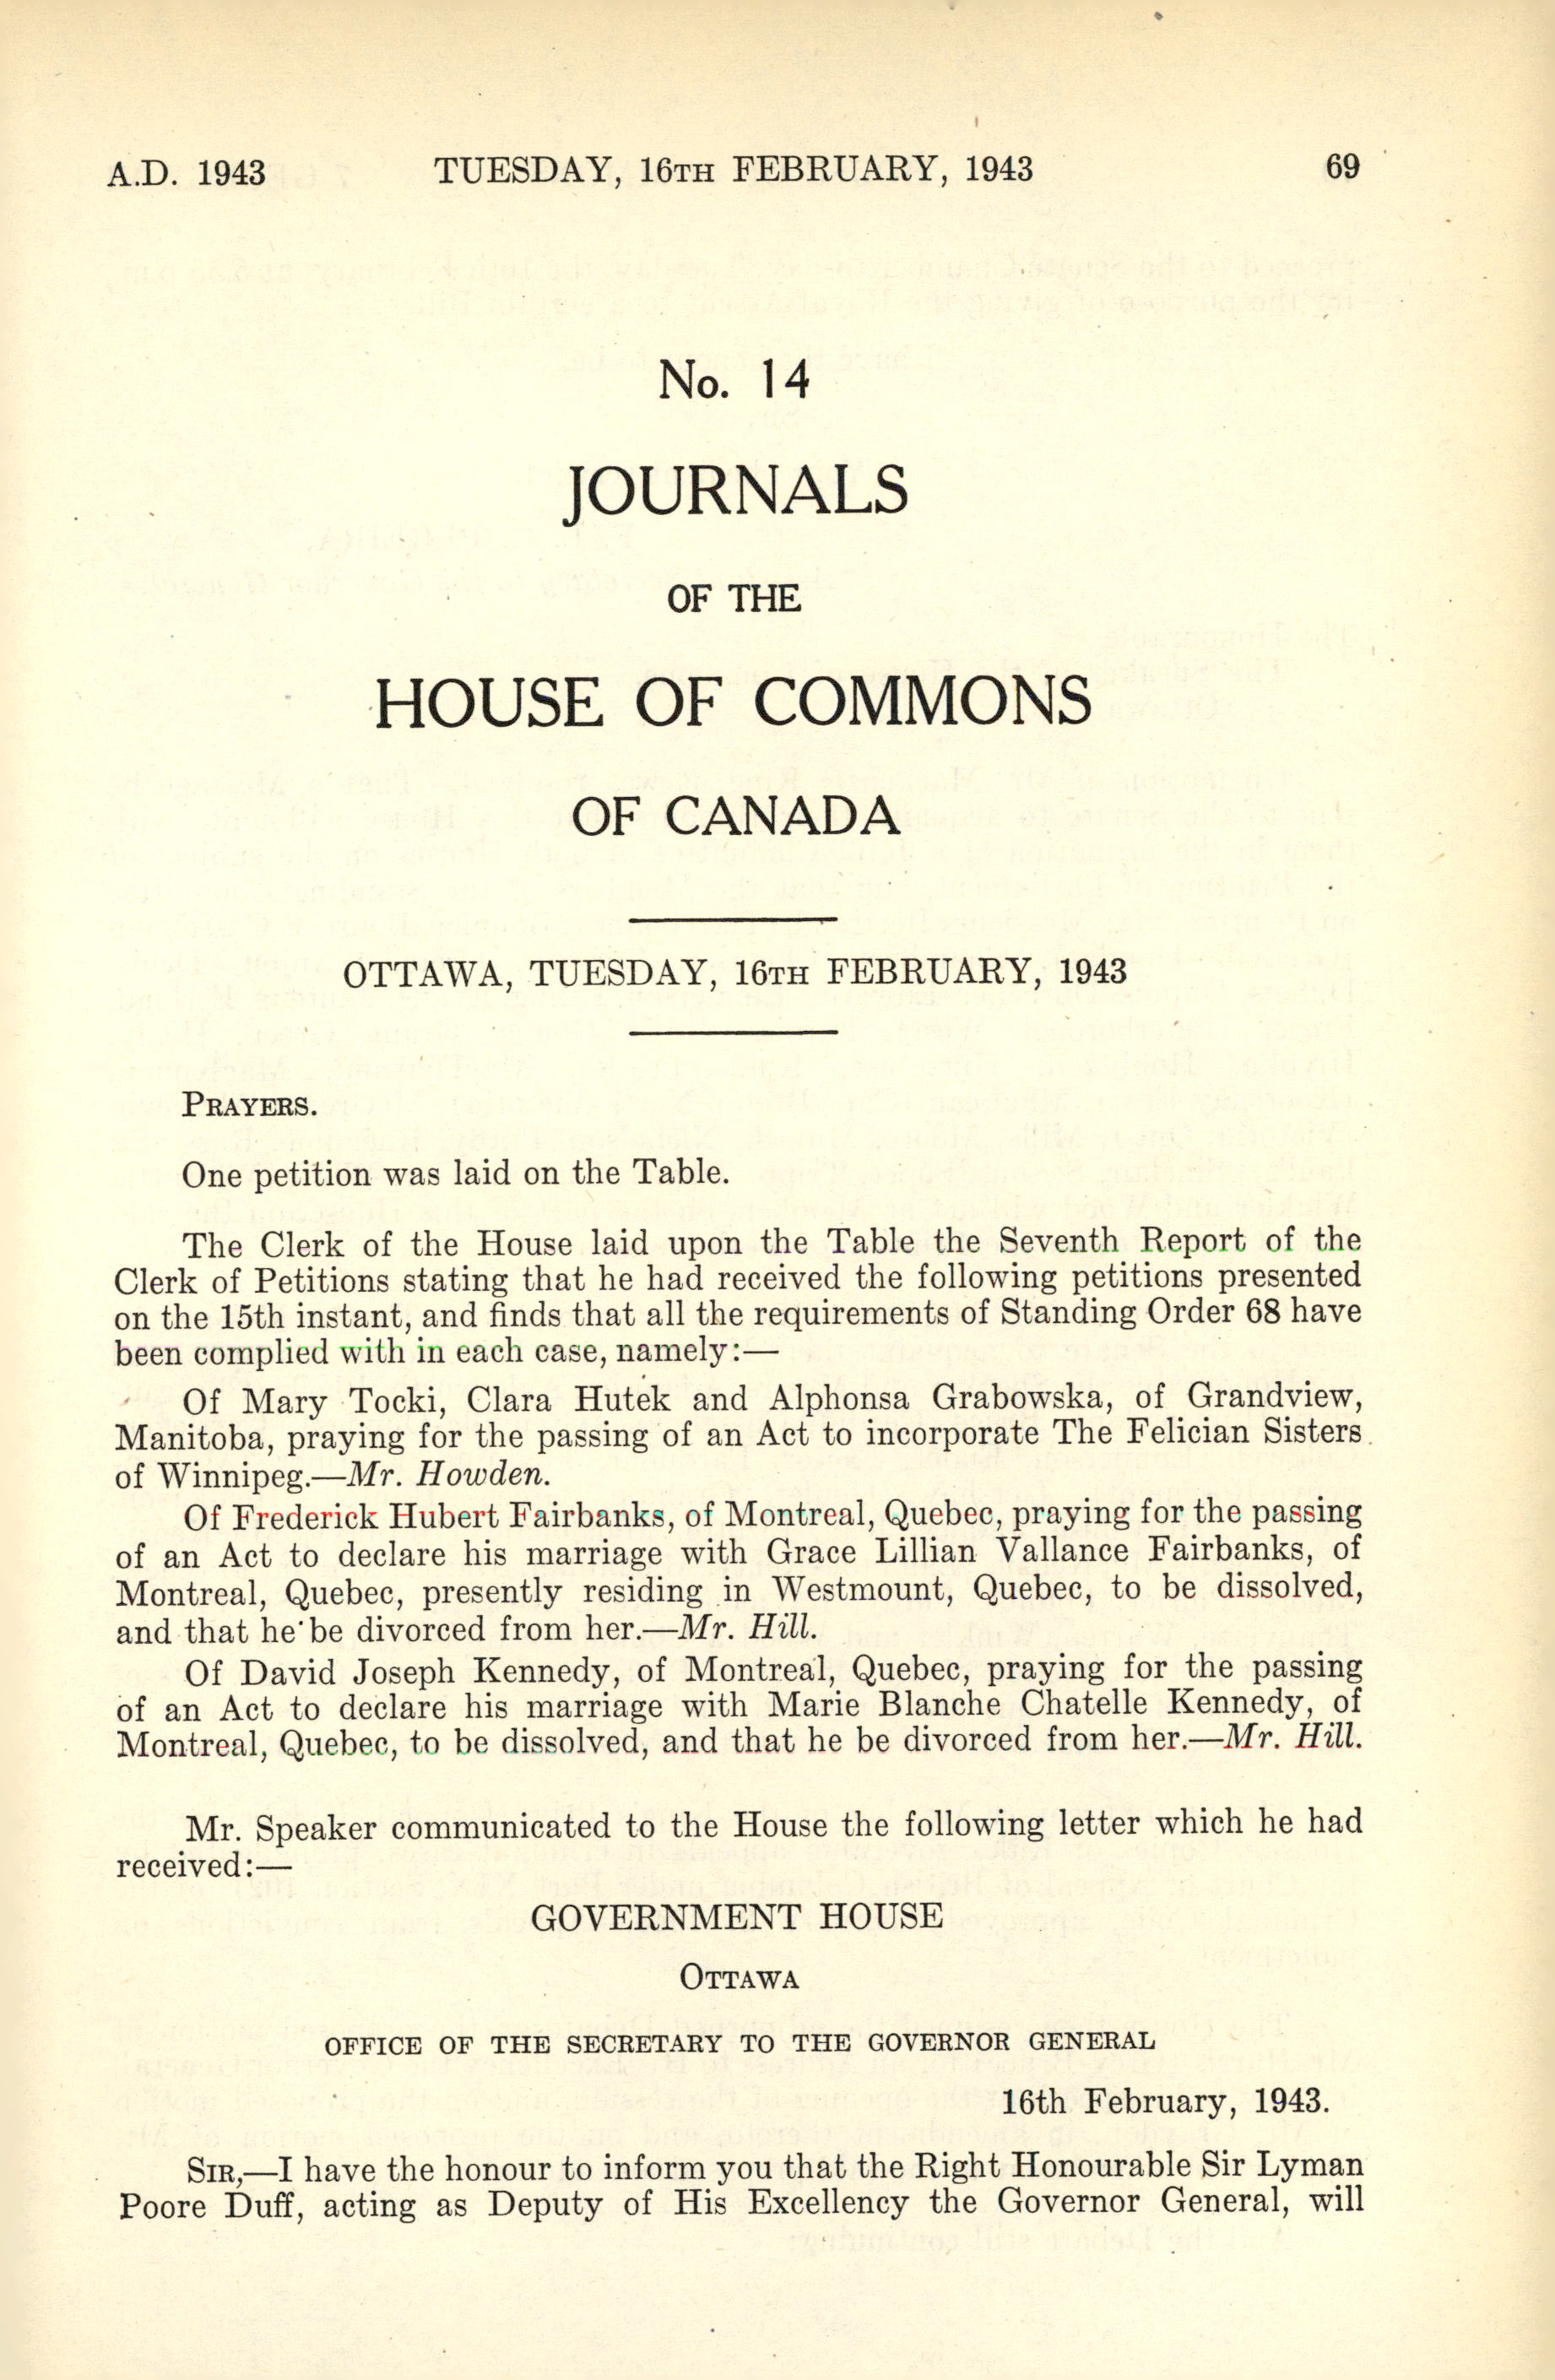 A.D. 1943 TUESDAY, 16TH FEBRUARY, 1943 69
No. 14
JOURNALS
OF THE
HOUSE OF COMMONS
OF CANADA
OTTAWA, TUESDAY, 16TH FEBRUARY, 1943
PRAYERS.
One petition was laid on the Table.
The Clerk of the House laid upon the Table the Seventh Report of the
Clerk of Petitions stating that he had received the following petitions presented
on the 15th instant, and finds that all the requirements of Standing Order 68 have
been complied with in each case, namely:—
Of Mary Tocki, Clara Hutek and Alphonsa Grabowska, of Grandview,
Manitoba, praying for the passing of an Act to incorporate The Felician Sisters
of Winnipeg.—Mr. Howden.
Of Frederick Hubert Fairbanks, of Montreal, Quebec, praying for the passing
of an Act to declare his marriage with Grace Lillian Vallance Fairbanks, of
Montreal, Quebec, presently residing in Westmount, Quebec, to be dissolved,
and that he be divorced from her.—Mr. Hill.
Of David Joseph Kennedy, of Montreal, Quebec, praying for the passing
of an Act to declare his marriage with Marie Blanche Chatelle Kennedy, of
Montreal, Quebec, to be dissolved, and that he be divorced from her.—Mr. Hill.
Mr. Speaker communicated to the House the following letter which he had
received:—
GOVERNMENT HOUSE
OTTAWA
OFFICE OF THE SECRETARY TO THE GOVERNOR GENERAL
16th February, 1943.
SIR,—I have the honour to inform you that the Right Honourable Sir Lyman
Poore Duff, acting as Deputy of His Excellency the Governor General, will